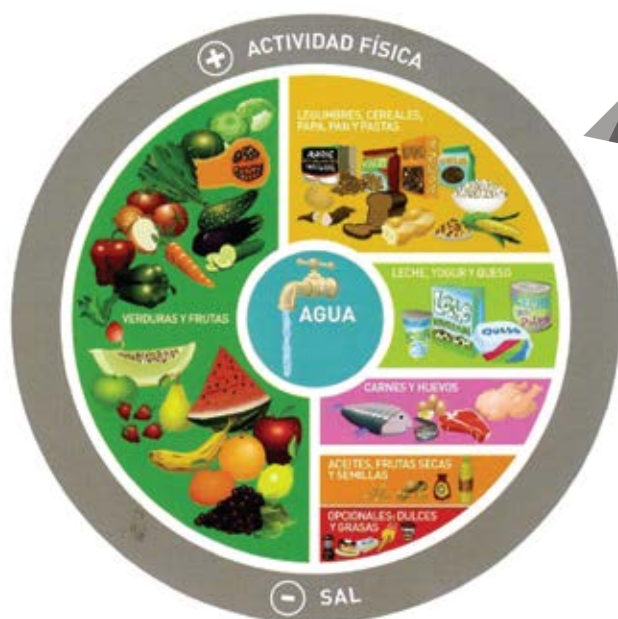 + ACTIVIDAD FÍSICA
LEGUMBRES, CEREALES,
PAPA, PAN Y PASTAS
LECHE, YOGUR Y QUESO
QUESO
AGUA
VERDURAS Y FRUTAS
CARNES Y HUEVOS
ACEITES, FRUTAS SECAS
Y SEMILLAS
OPCIONALES: DULCES
Y GRASAS
- SAL